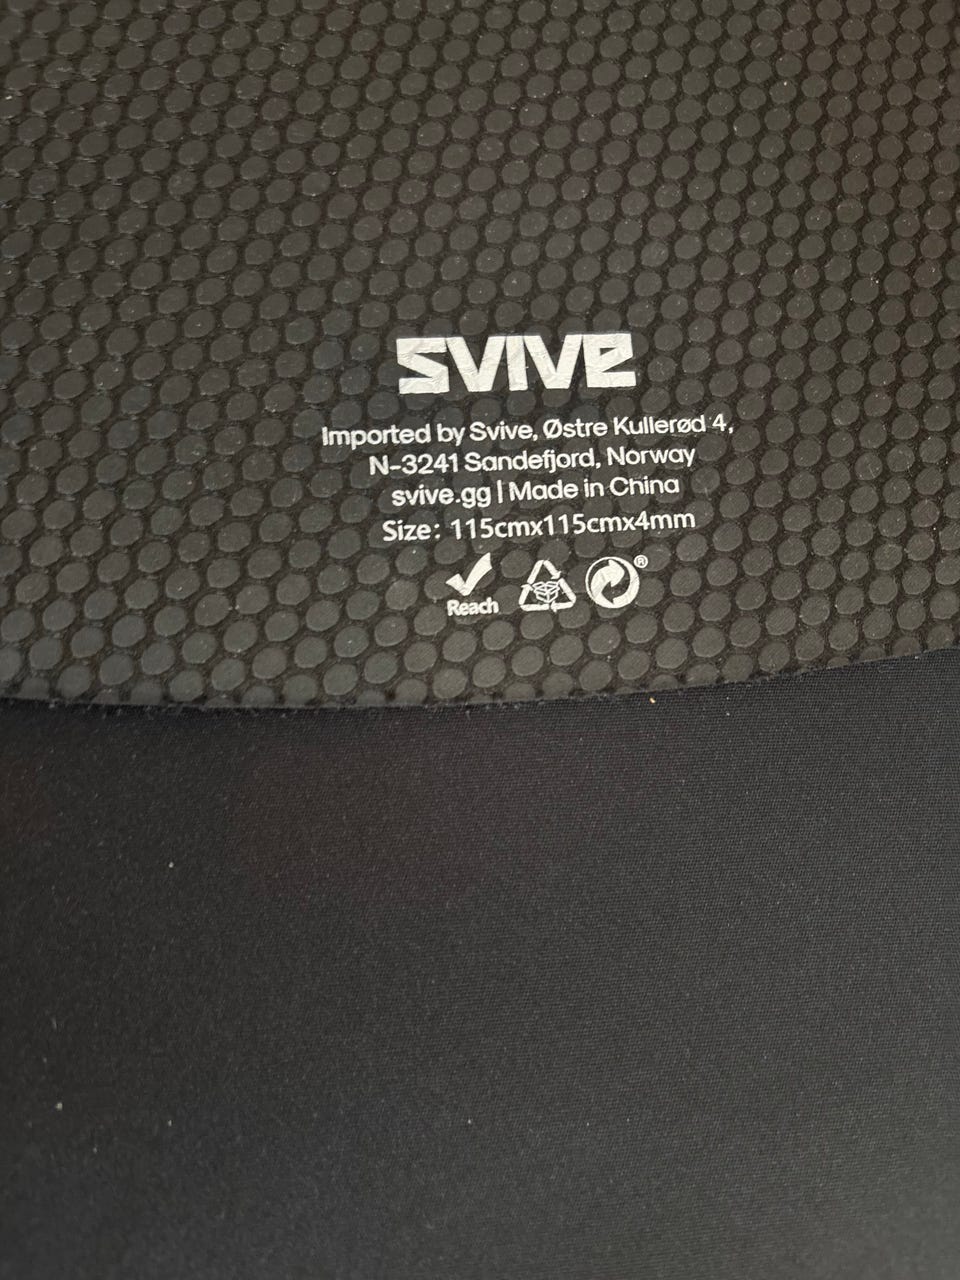 SVIVE
Imported by Svive, Østre Kullerød 4,
N-3241 Sandefjord, Norway
svive.gg | Made in China
Size: 115cmx115cmx4mm
Reach
®